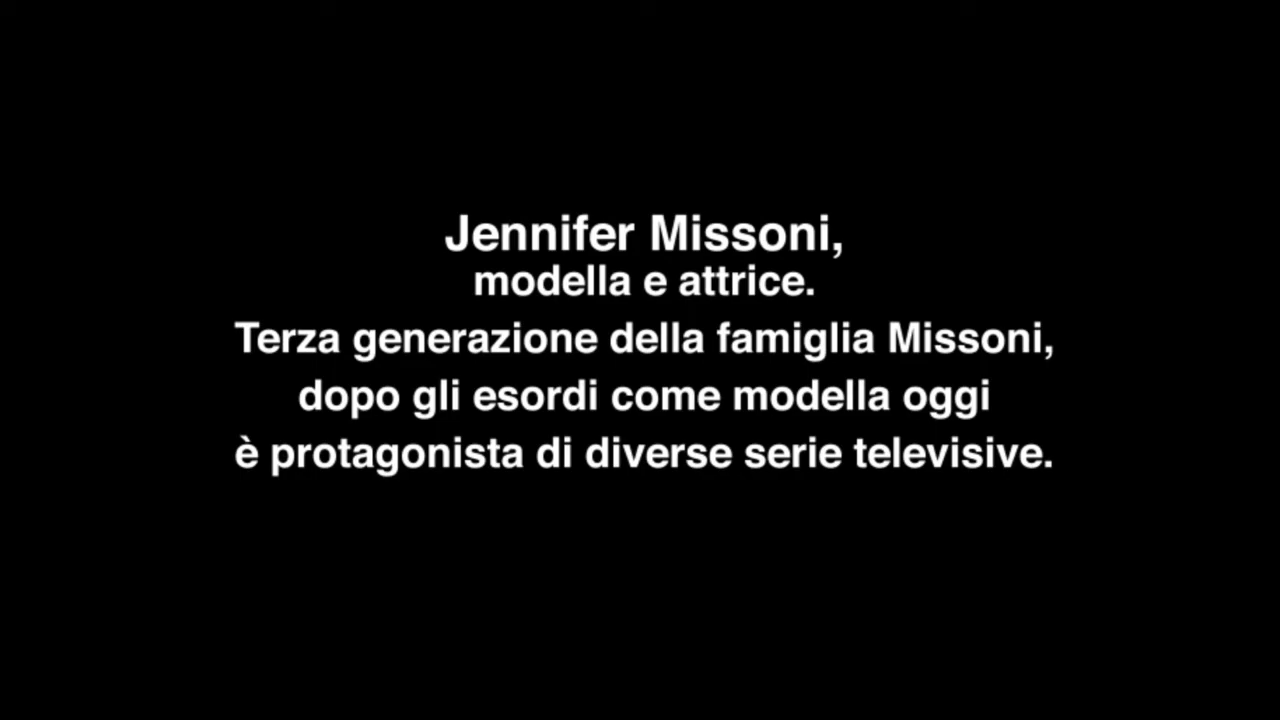 Jennifer Missoni,
modella e attrice.
Terza generazione della famiglia Missoni,
dopo gli esordi come modella oggi
è protagonista di diverse serie televisive.